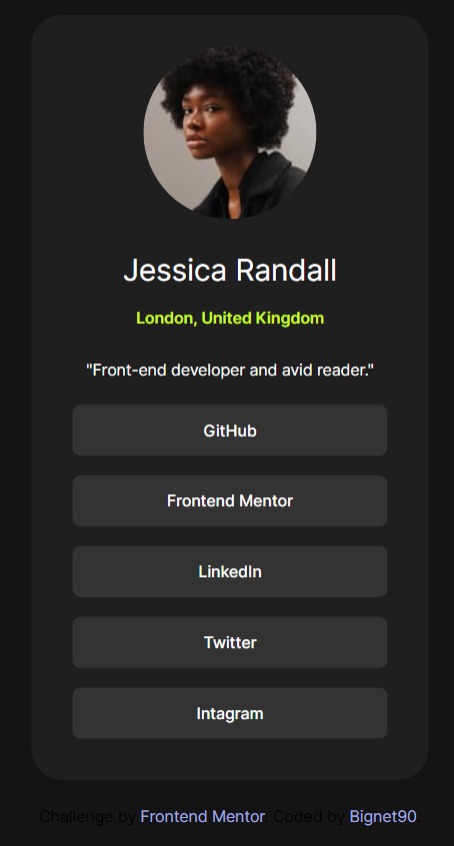 Jessica Randall
London, United Kingdom
"Front-end developer and avid reader."
GitHub
Frontend Mentor
LinkedIn
Twitter
Intagram
Challenge by Frontend Mentor. Coded by Bignet90